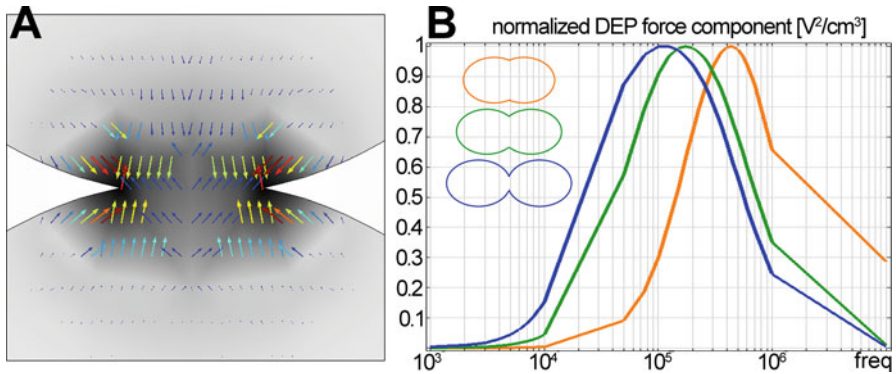 A
B
normalized DEP force component [V²/cm³]
1
0.9
0.8
0.7
0.6
0.5
0.4
0.3
0.2
0.1
10³ 10⁴ 10⁵ 10⁶ freq